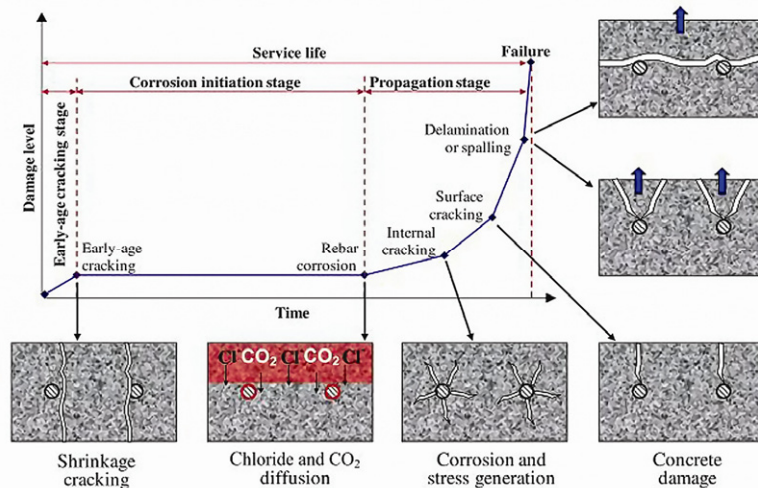 Service life
Failure
Corrosion initiation stage
Propagation stage
Damage level
Early-age cracking stage
Early-age
cracking
Rebar
corrosion
Internal
cracking
Surface
cracking
Delamination
or spalling
Time
Cl CO2 Cl CO2 Cl
Shrinkage
cracking
Chloride and CO2
diffusion
Corrosion and
stress generation
Concrete
damage